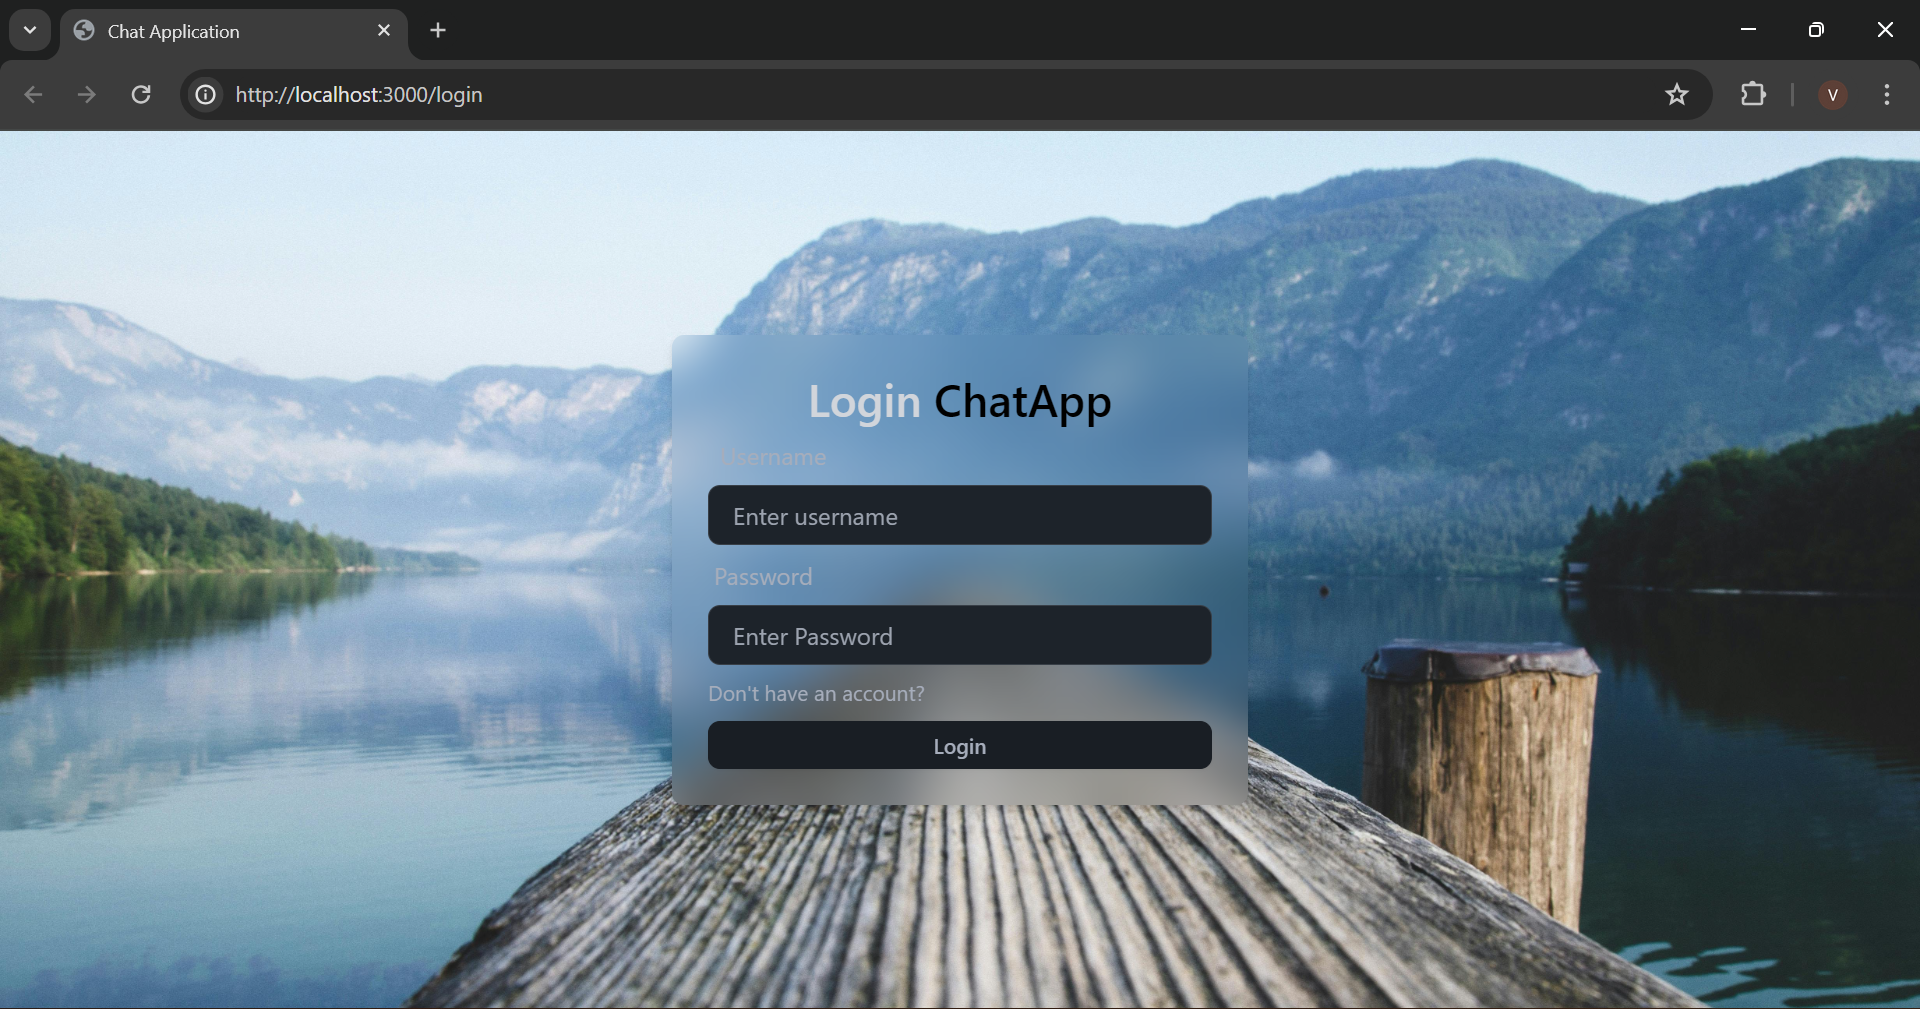 Chat Application
http://localhost:3000/login
V
Login ChatApp
Username
Enter username
Password
Enter Password
Don't have an account?
Login